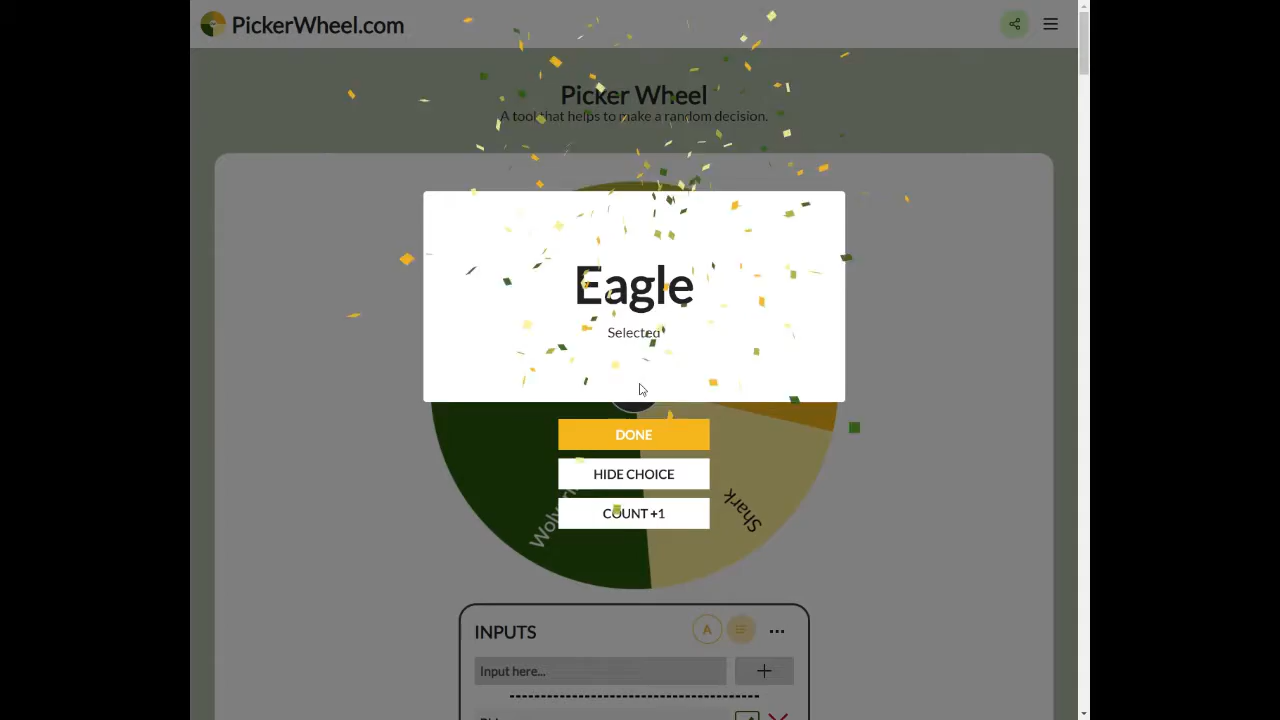 PickerWheel.com
Picker Wheel
A tool that helps to make a random decision.
Eagle
Selected
DONE
HIDE CHOICE
COUNT +1
Shark
INPUTS
A
Input here...